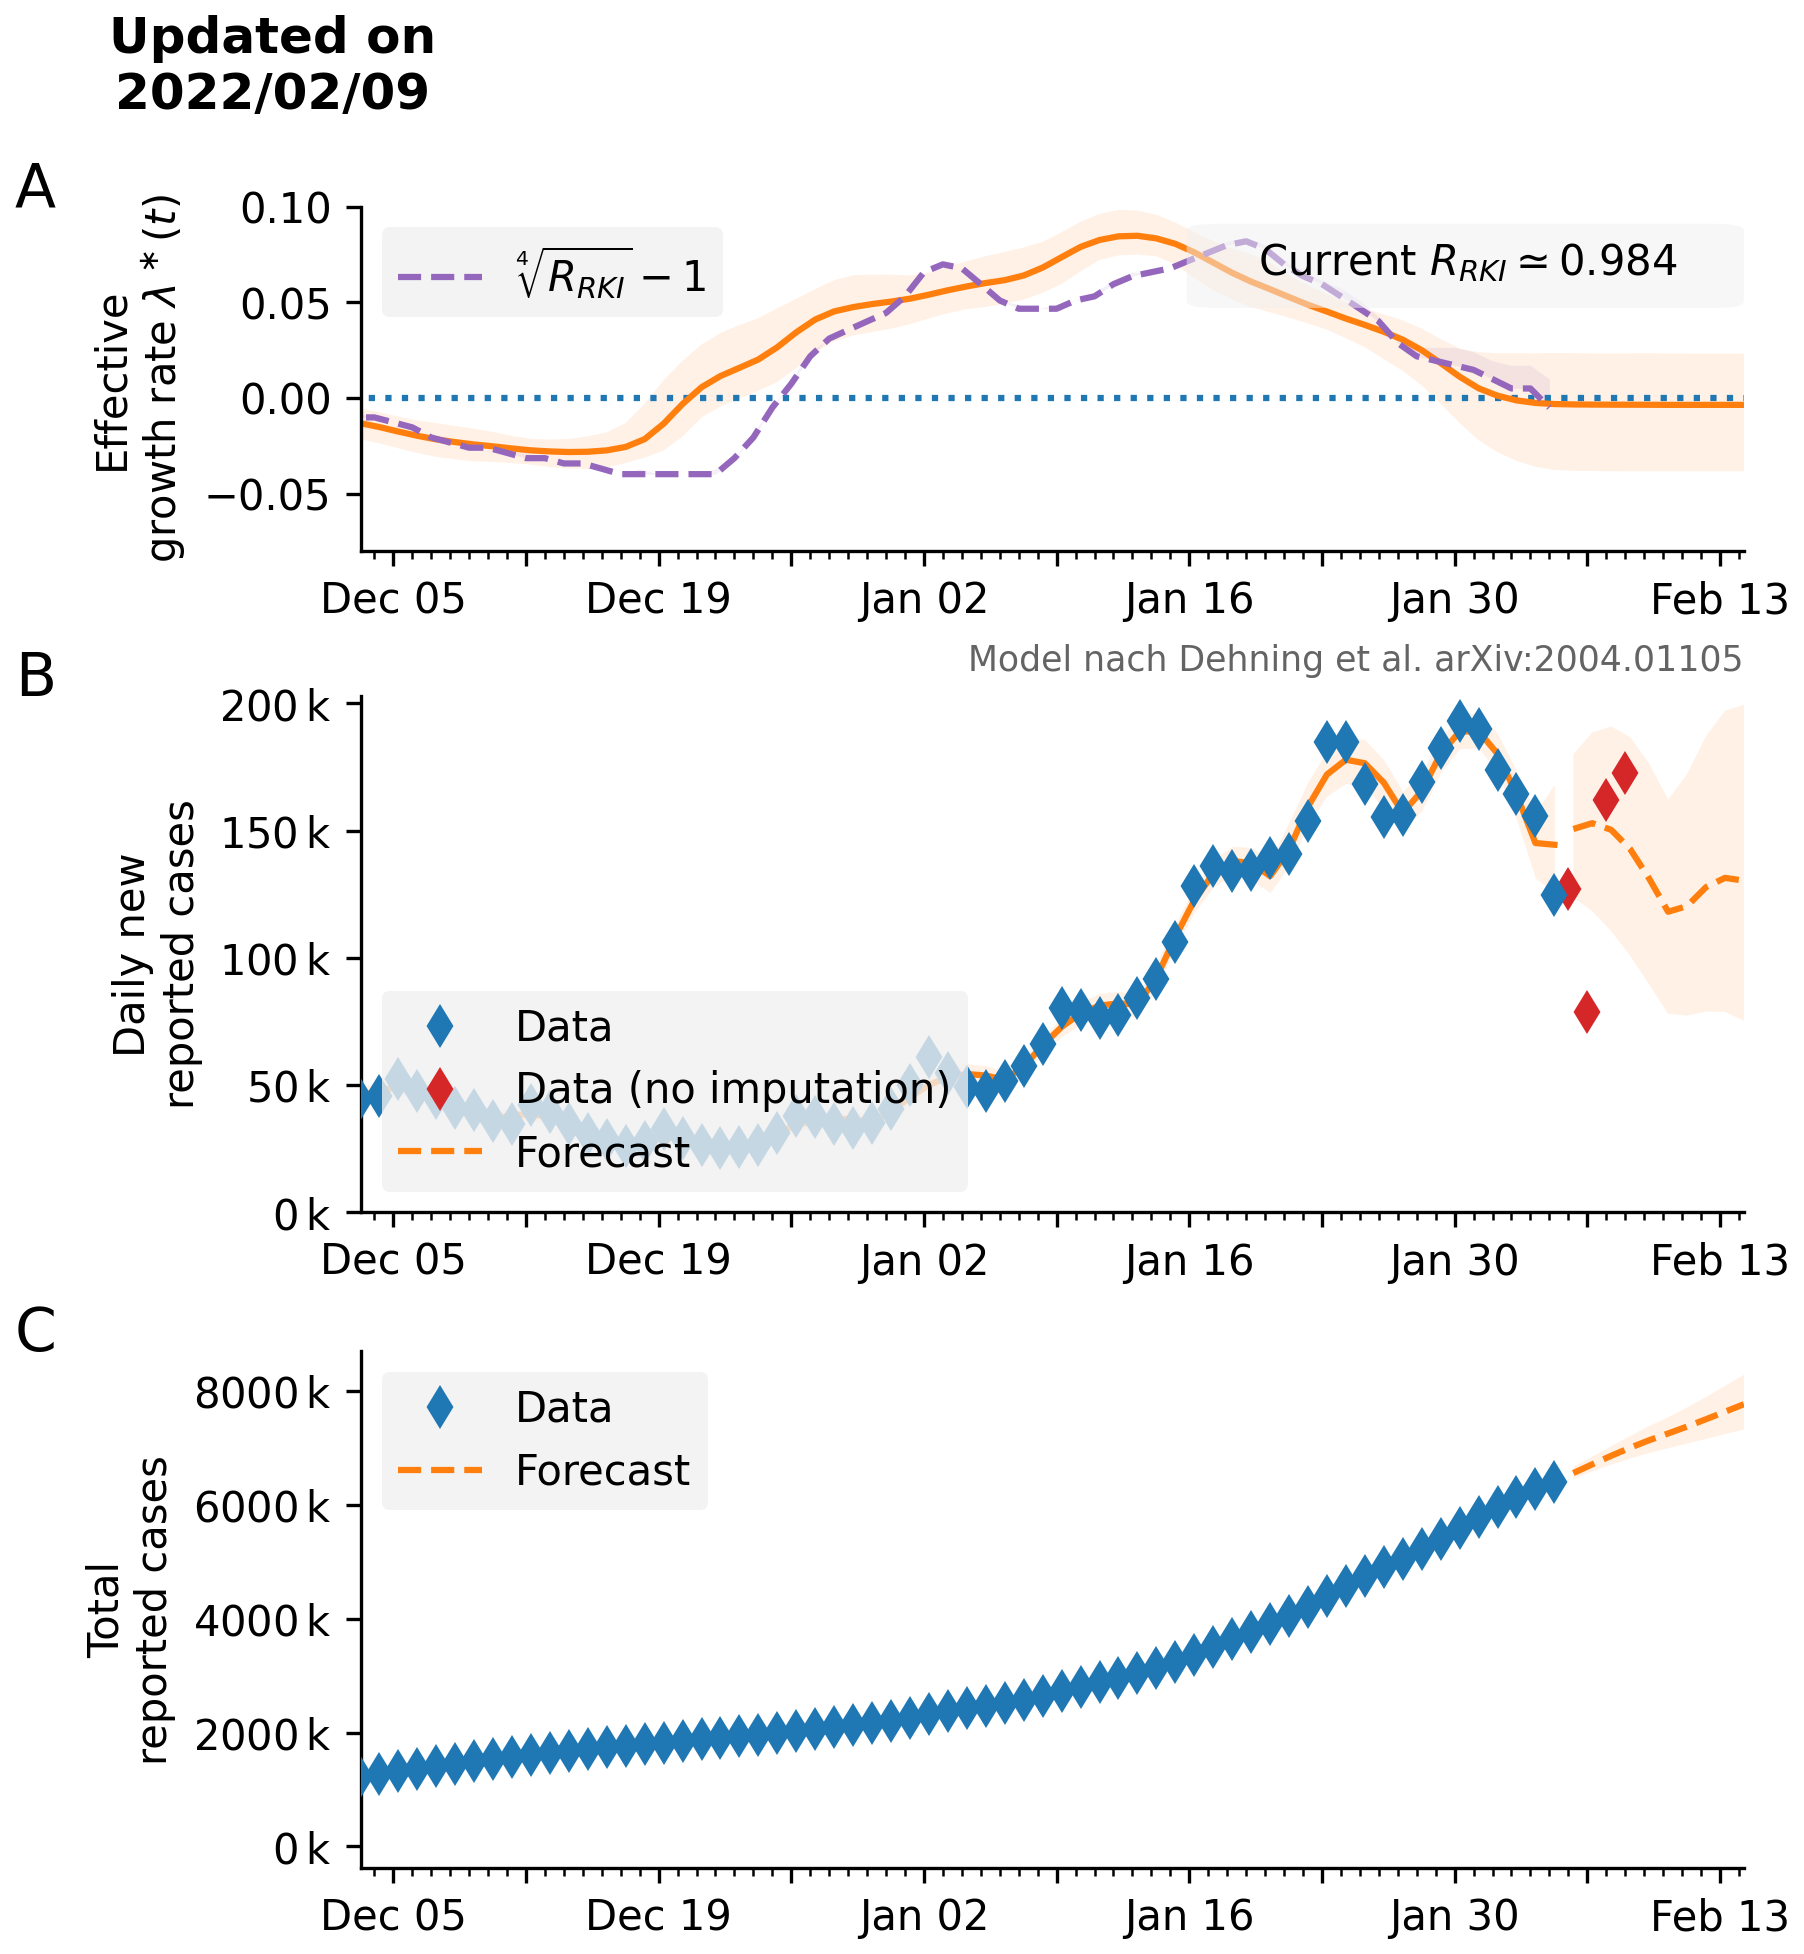 Updated on
2022/02/09
A
Effective
growth rate λ * (t)
0.10
0.05
0.00
−0.05
∜R_RKI − 1
Current R_RKI ≃ 0.984
Dec 05 Dec 19 Jan 02 Jan 16 Jan 30 Feb 13
Model nach Dehning et al. arXiv:2004.01105
B
Daily new
reported cases
200 k
150 k
100 k
50 k
0 k
Data
Data (no imputation)
Forecast
Dec 05 Dec 19 Jan 02 Jan 16 Jan 30 Feb 13
C
Total
reported cases
8000 k
6000 k
4000 k
2000 k
0 k
Data
Forecast
Dec 05 Dec 19 Jan 02 Jan 16 Jan 30 Feb 13